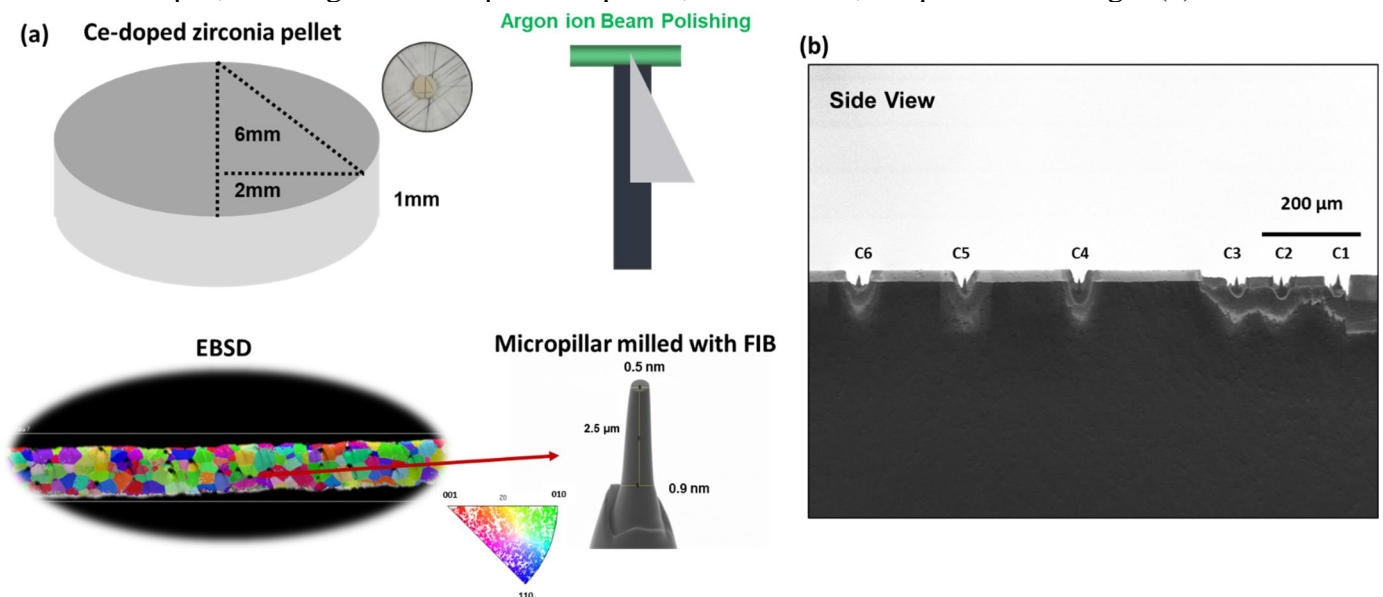 (a)
Ce-doped zirconia pellet
6mm
2mm
1mm
Argon ion Beam Polishing
EBSD
001
20
010
110
Micropillar milled with FIB
0.5 nm
2.5 µm
0.9 nm
(b)
Side View
200 µm
C6
C5
C4
C3
C2
C1